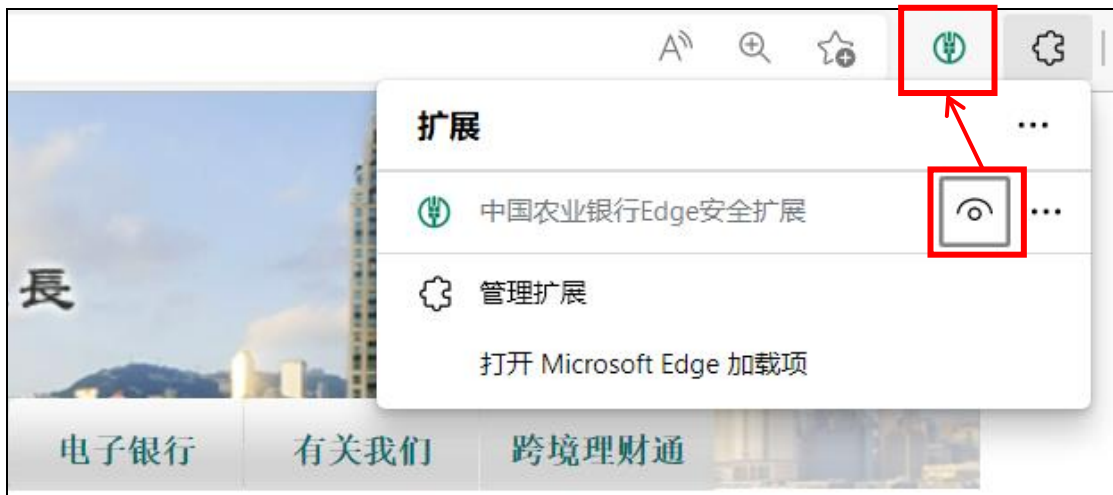 扩展
中国农业银行Edge安全扩展
管理扩展
打开 Microsoft Edge 加载项
長
电子银行
有关我们
跨境理财通